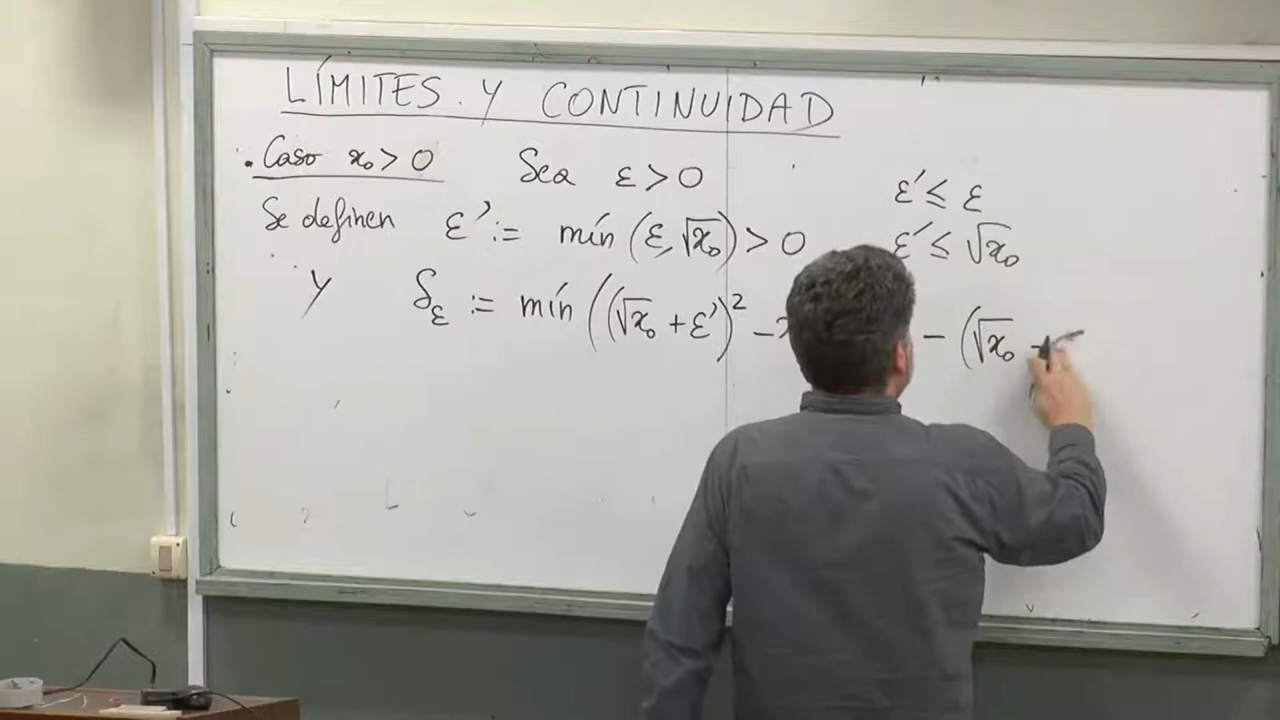 LÍMITES Y CONTINUIDAD
. Caso x₀ > 0 Sea ε > 0
Se definen ε' := mín (ε, √x₀) > 0
ε' ≤ ε
ε' ≤ √x₀
y δ_ε := mín ((√x₀ + ε')² - - (√x₀ -